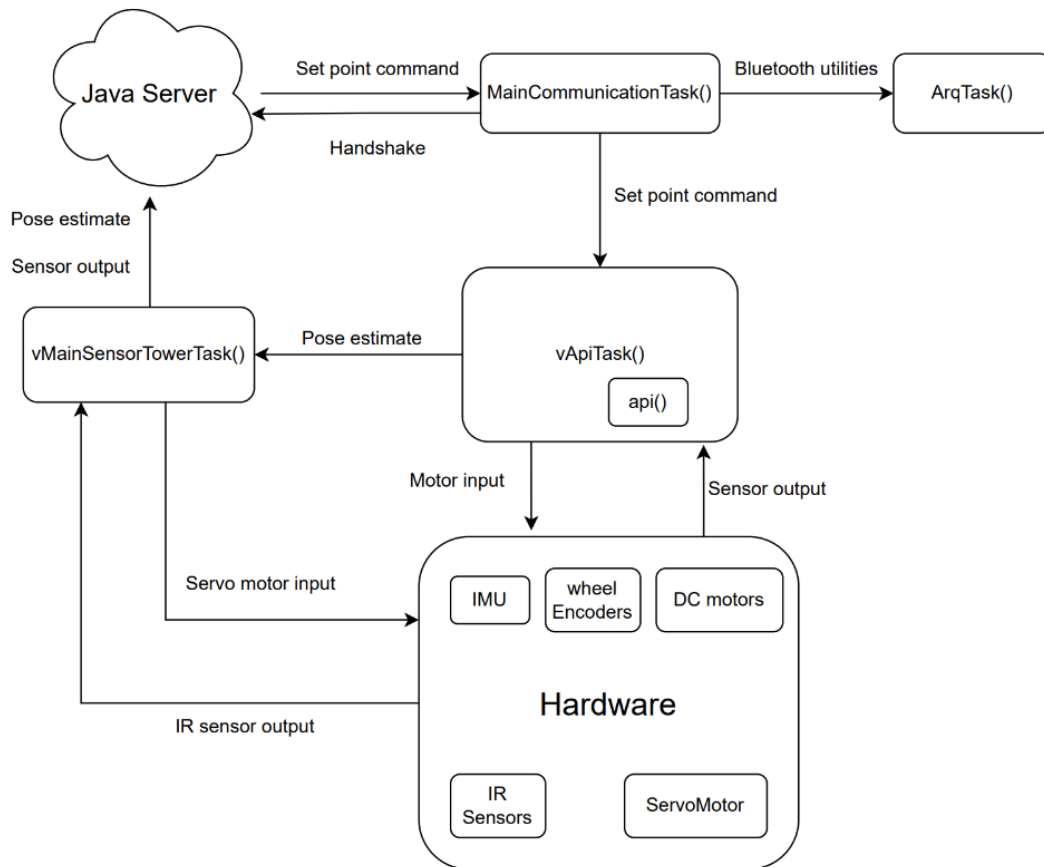 Java Server
Set point command
Handshake
MainCommunicationTask()
Bluetooth utilities
ArqTask()
Set point command
Pose estimate
Sensor output
vMainSensorTowerTask()
Pose estimate
vApiTask()
api()
Motor input
Sensor output
Servo motor input
IR sensor output
IMU
wheel
Encoders
DC motors
Hardware
IR
Sensors
ServoMotor